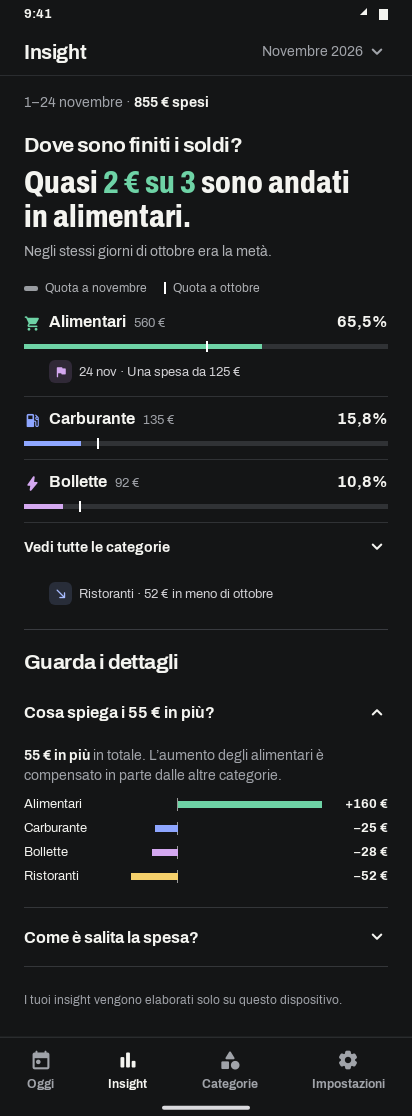 9:41
Insight
Novembre 2026
1–24 novembre · 855 € spesi
Dove sono finiti i soldi?
Quasi 2 € su 3 sono andati
in alimentari.
Negli stessi giorni di ottobre era la metà.
Quota a novembre Quota a ottobre
Alimentari 560 € 65,5%
24 nov · Una spesa da 125 €
Carburante 135 € 15,8%
Bollette 92 € 10,8%
Vedi tutte le categorie
Ristoranti · 52 € in meno di ottobre
Guarda i dettagli
Cosa spiega i 55 € in più?
55 € in più in totale. L’aumento degli alimentari è
compensato in parte dalle altre categorie.
Alimentari +160 €
Carburante –25 €
Bollette –28 €
Ristoranti –52 €
Come è salita la spesa?
I tuoi insight vengono elaborati solo su questo dispositivo.
Oggi Insight Categorie Impostazioni